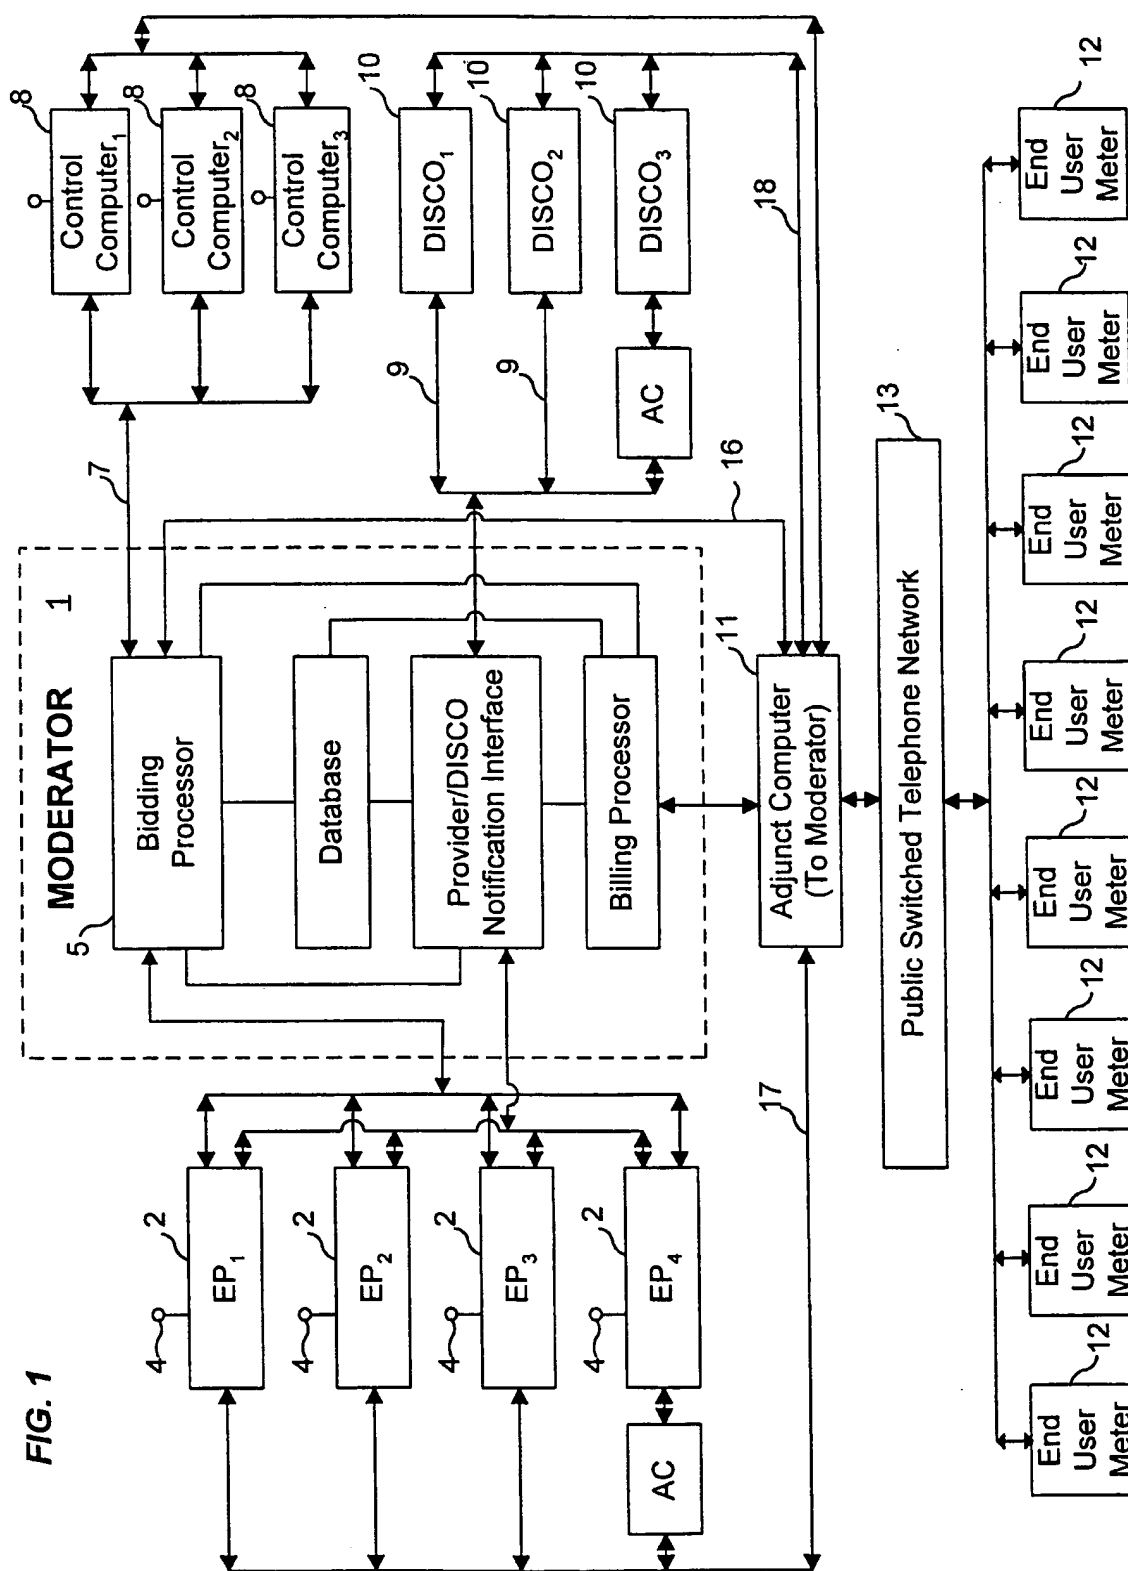 FIG. 1
MODERATOR
1
5
Bidding
Processor
Database
Provider/DISCO
Notification Interface
Billing Processor
4
2
EP1
4
2
EP2
4
2
EP3
4
2
EP4
AC
7
8
Control
Computer1
8
Control
Computer2
8
Control
Computer3
10
DISCO1
10
DISCO2
10
DISCO3
9
9
AC
16
18
17
11
Adjunct Computer
(To Moderator)
13
Public Switched Telephone Network
12
End
User
Meter
12
End
User
Meter
12
End
User
Meter
12
End
User
Meter
12
End
User
Meter
12
End
User
Meter
12
End
User
Meter
12
End
User
Meter